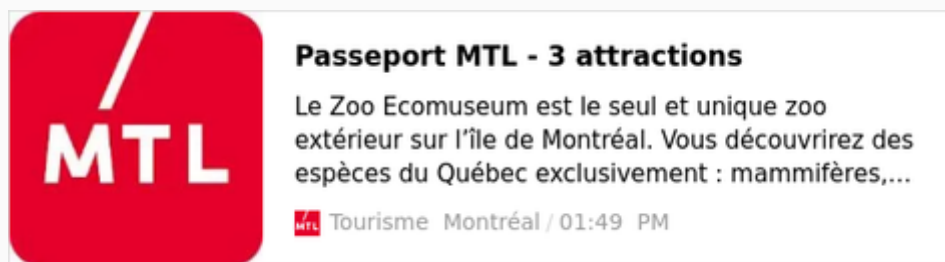 MTL
Passeport MTL - 3 attractions
Le Zoo Ecomuseum est le seul et unique zoo
extérieur sur l’île de Montréal. Vous découvrirez des
espèces du Québec exclusivement : mammifères,...
MTL Tourisme Montréal / 01:49 PM